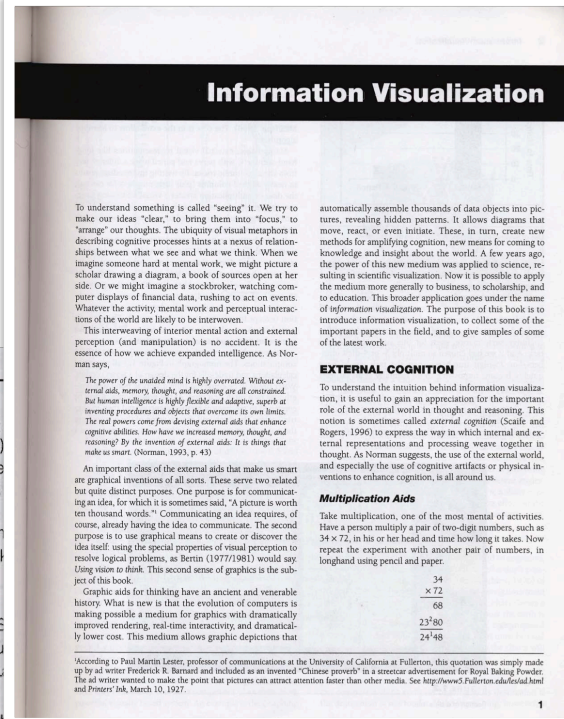 Information Visualization
To understand something is called "seeing" it. We try to
make our ideas "clear," to bring them into "focus," to
"arrange" our thoughts. The ubiquity of visual metaphors in
describing cognitive processes hints at a nexus of relation-
ships between what we see and what we think. When we
imagine someone hard at mental work, we might picture a
scholar drawing a diagram, a book of sources open at her
side. Or we might imagine a stockbroker, watching com-
puter displays of financial data, rushing to act on events.
Whatever the activity, mental work and perceptual interac-
tions of the world are likely to be interwoven.
This interweaving of interior mental action and external
perception (and manipulation) is no accident. It is the
essence of how we achieve expanded intelligence. As Nor-
man says,
The power of the unaided mind is highly overrated. Without ex-
ternal aids, memory, thought, and reasoning are all constrained.
But human intelligence is highly flexible and adaptive, superb at
inventing procedures and objects that overcome its own limits.
The real powers come from devising external aids that enhance
cognitive abilities. How have we increased memory, thought, and
reasoning? By the invention of external aids: It is things that
make us smart. (Norman, 1993, p. 43)
An important class of the external aids that make us smart
are graphical inventions of all sorts. These serve two related
but quite distinct purposes. One purpose is for communicat-
ing an idea, for which it is sometimes said, "A picture is worth
ten thousand words."¹ Communicating an idea requires, of
course, already having the idea to communicate. The second
purpose is to use graphical means to create or discover the
idea itself: using the special properties of visual perception to
resolve logical problems, as Bertin (1977/1981) would say.
Using vision to think. This second sense of graphics is the sub-
ject of this book.
Graphic aids for thinking have an ancient and venerable
history. What is new is that the evolution of computers is
making possible a medium for graphics with dramatically
improved rendering, real-time interactivity, and dramatical-
ly lower cost. This medium allows graphic depictions that
automatically assemble thousands of data objects into pic-
tures, revealing hidden patterns. It allows diagrams that
move, react, or even initiate. These, in turn, create new
methods for amplifying cognition, new means for coming to
knowledge and insight about the world. A few years ago,
the power of this new medium was applied to science, re-
sulting in scientific visualization. Now it is possible to apply
the medium more generally to business, to scholarship, and
to education. This broader application goes under the name
of information visualization. The purpose of this book is to
introduce information visualization, to collect some of the
important papers in the field, and to give samples of some
of the latest work.
EXTERNAL COGNITION
To understand the intuition behind information visualiza-
tion, it is useful to gain an appreciation for the important
role of the external world in thought and reasoning. This
notion is sometimes called external cognition (Scaife and
Rogers, 1996) to express the way in which internal and ex-
ternal representations and processing weave together in
thought. As Norman suggests, the use of the external world,
and especially the use of cognitive artifacts or physical in-
ventions to enhance cognition, is all around us.
Multiplication Aids
Take multiplication, one of the most mental of activities.
Have a person multiply a pair of two-digit numbers, such as
34 × 72, in his or her head and time how long it takes. Now
repeat the experiment with another pair of numbers, in
longhand using pencil and paper.
34
× 72
68
23²80
24¹48
¹According to Paul Martin Lester, professor of communications at the University of California at Fullerton, this quotation was simply made
up by ad writer Frederick R. Barnard and included as an invented "Chinese proverb" in a streetcar advertisement for Royal Baking Powder.
The ad writer wanted to make the point that pictures can attract attention faster than other media. See http://www5.Fullerton.edu/les/ad.html
and Printers' Ink, March 10, 1927.
1